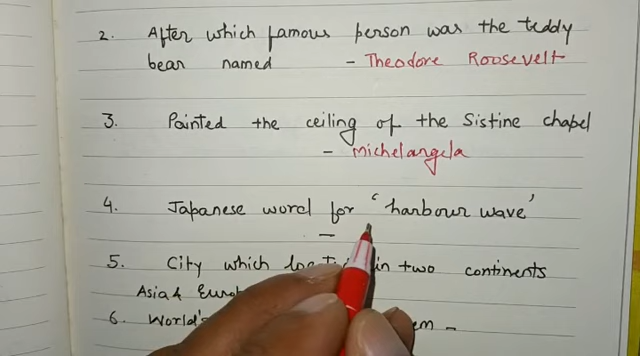 2. After which famous person was the teddy
bear named - Theodore Roosevelt
3. Painted the ceiling of the Sistine chapel
- Michelangela
4. Japanese word for 'harbour wave'
-
5. City which in two continents
Asia &
6. World's